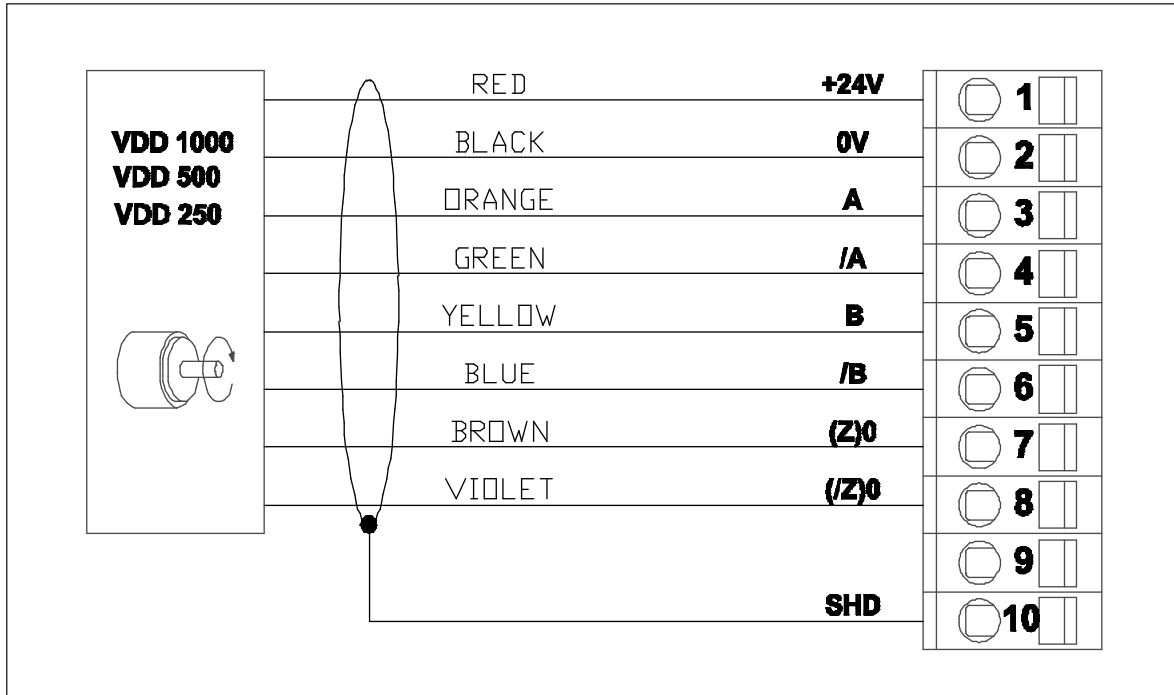 VDD 1000
VDD 500
VDD 250
RED +24V 1
BLACK 0V 2
ORANGE A 3
GREEN /A 4
YELLOW B 5
BLUE /B 6
BROWN (Z)0 7
VIOLET (/Z)0 8
9
SHD 10